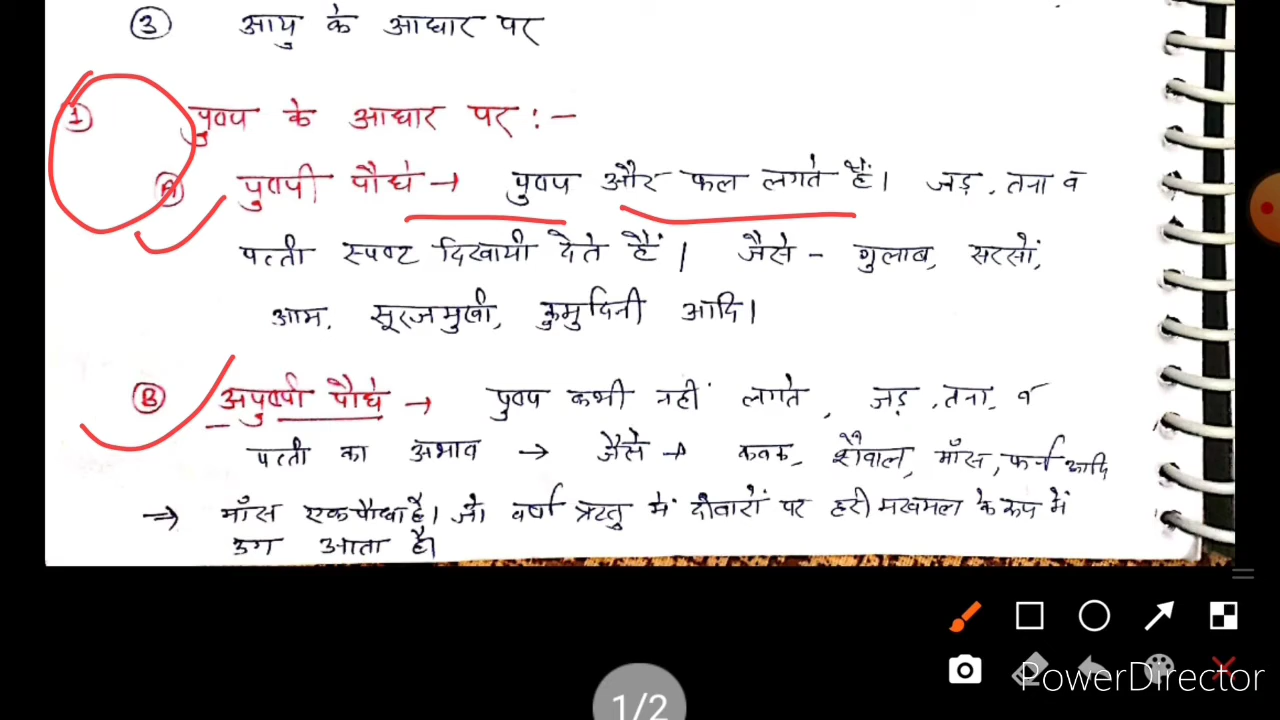 ③ आयु के आधार पर
① पुष्प के आधार पर :-
Ⓐ पुष्पी पौधे → पुष्प और फल लगते हैं। जड़, तना व
पत्ती स्पष्ट दिखायी देते हैं। जैसे - गुलाब, सरसों,
आम, सूरजमुखी, कुमुदिनी आदि।
Ⓑ अपुष्पी पौधे → पुष्प कभी नहीं लगते, जड़, तना, व
पत्ती का अभाव → जैसे → कवक, शैवाल, मॉस, फर्न आदि
⇒ मॉस एक पौधा है। जो वर्षा ऋतु में दीवारों पर हरी मखमल के रूप में
उग आता है।
1/2
PowerDirector